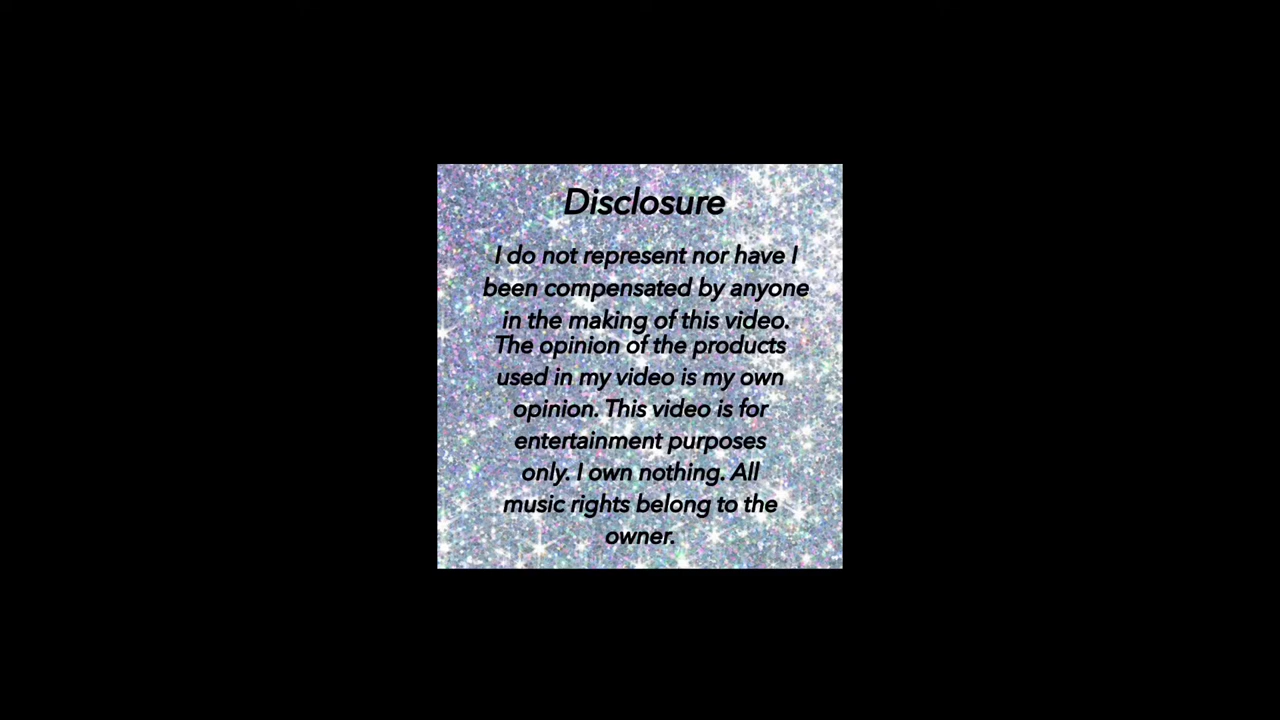 Disclosure
I do not represent nor have I
been compensated by anyone
in the making of this video.
The opinion of the products
used in my video is my own
opinion. This video is for
entertainment purposes
only. I own nothing. All
music rights belong to the
owner.